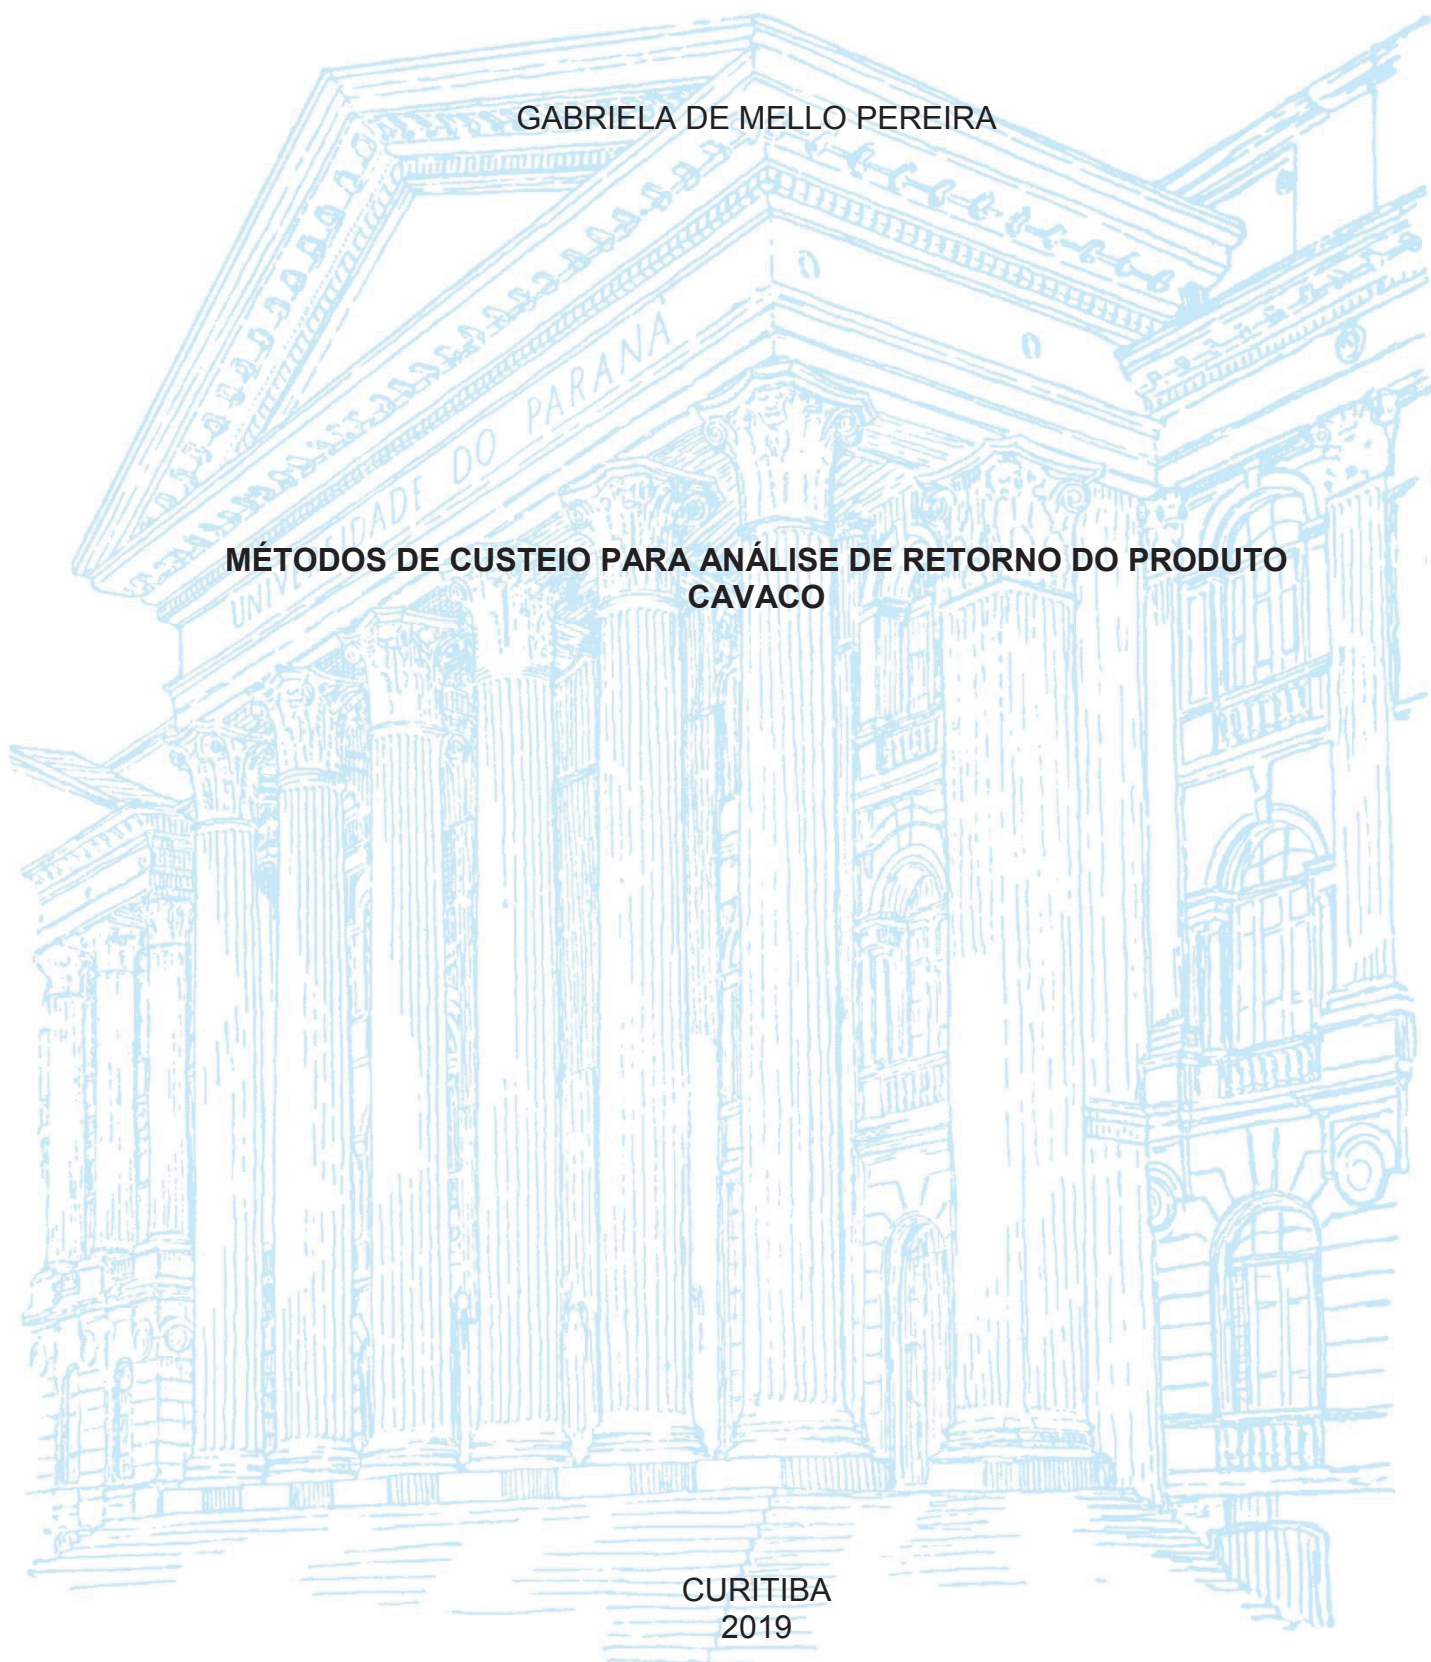 GABRIELA DE MELLO PEREIRA
UNIVERSIDADE DO PARANÁ
MÉTODOS DE CUSTEIO PARA ANÁLISE DE RETORNO DO PRODUTO
CAVACO
CURITIBA
2019